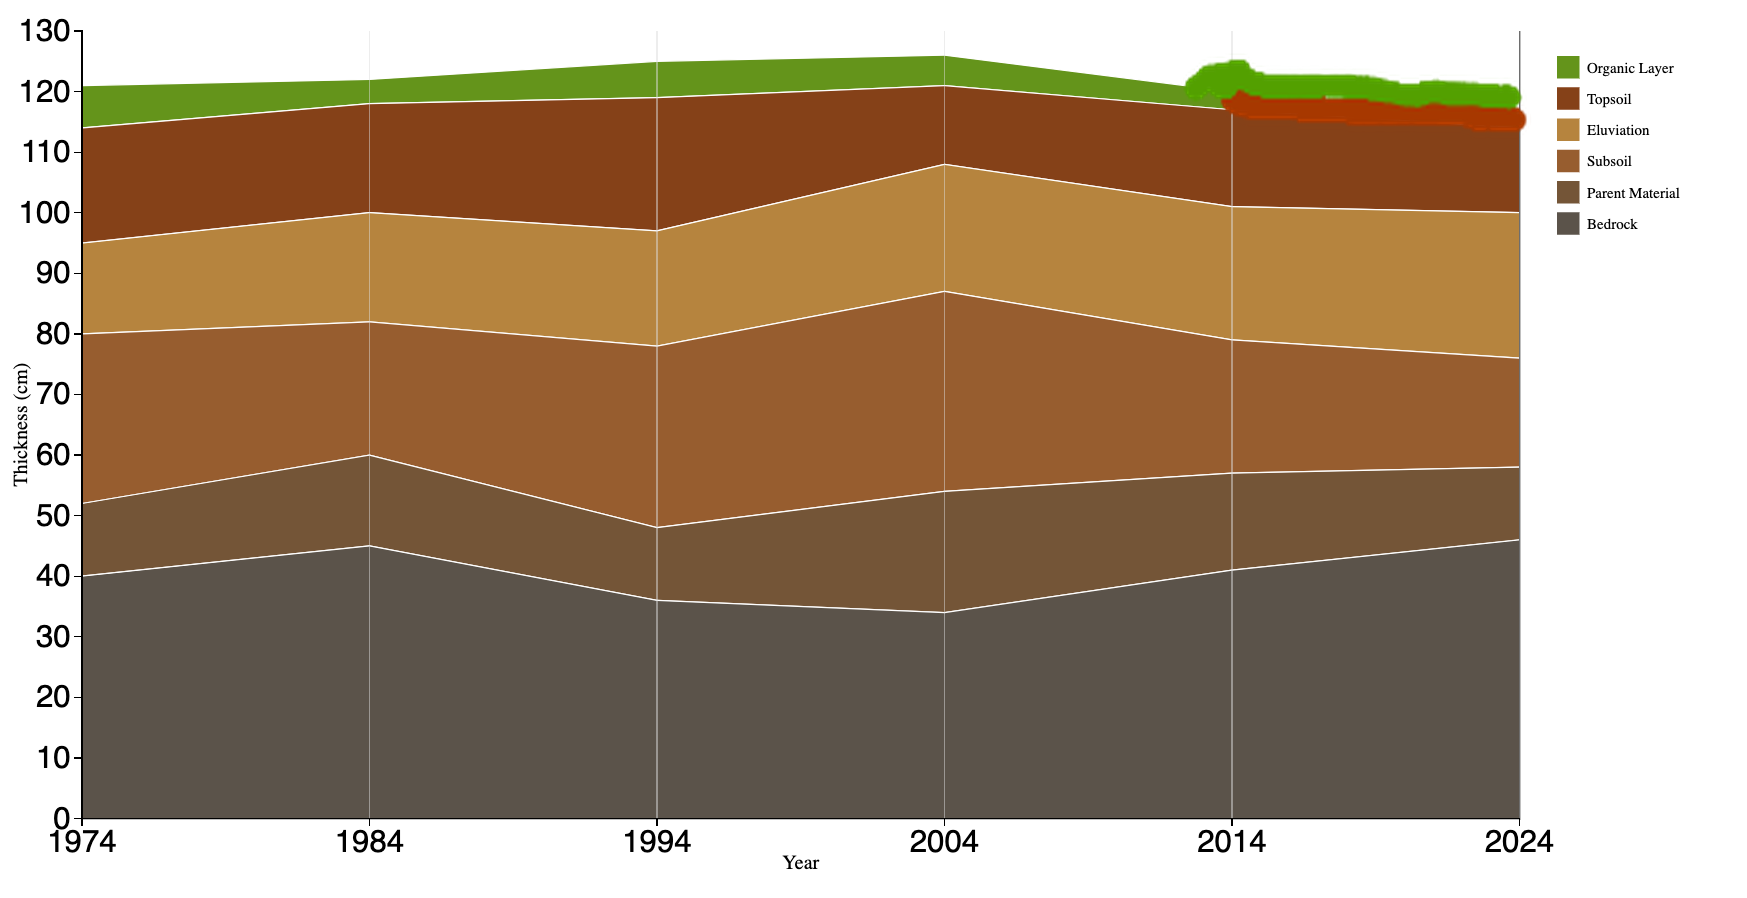 130
120
110
100
90
80
70
60
50
40
30
20
10
0
Thickness (cm)
1974 1984 1994 2004 2014 2024
Year
Organic Layer
Topsoil
Eluviation
Subsoil
Parent Material
Bedrock